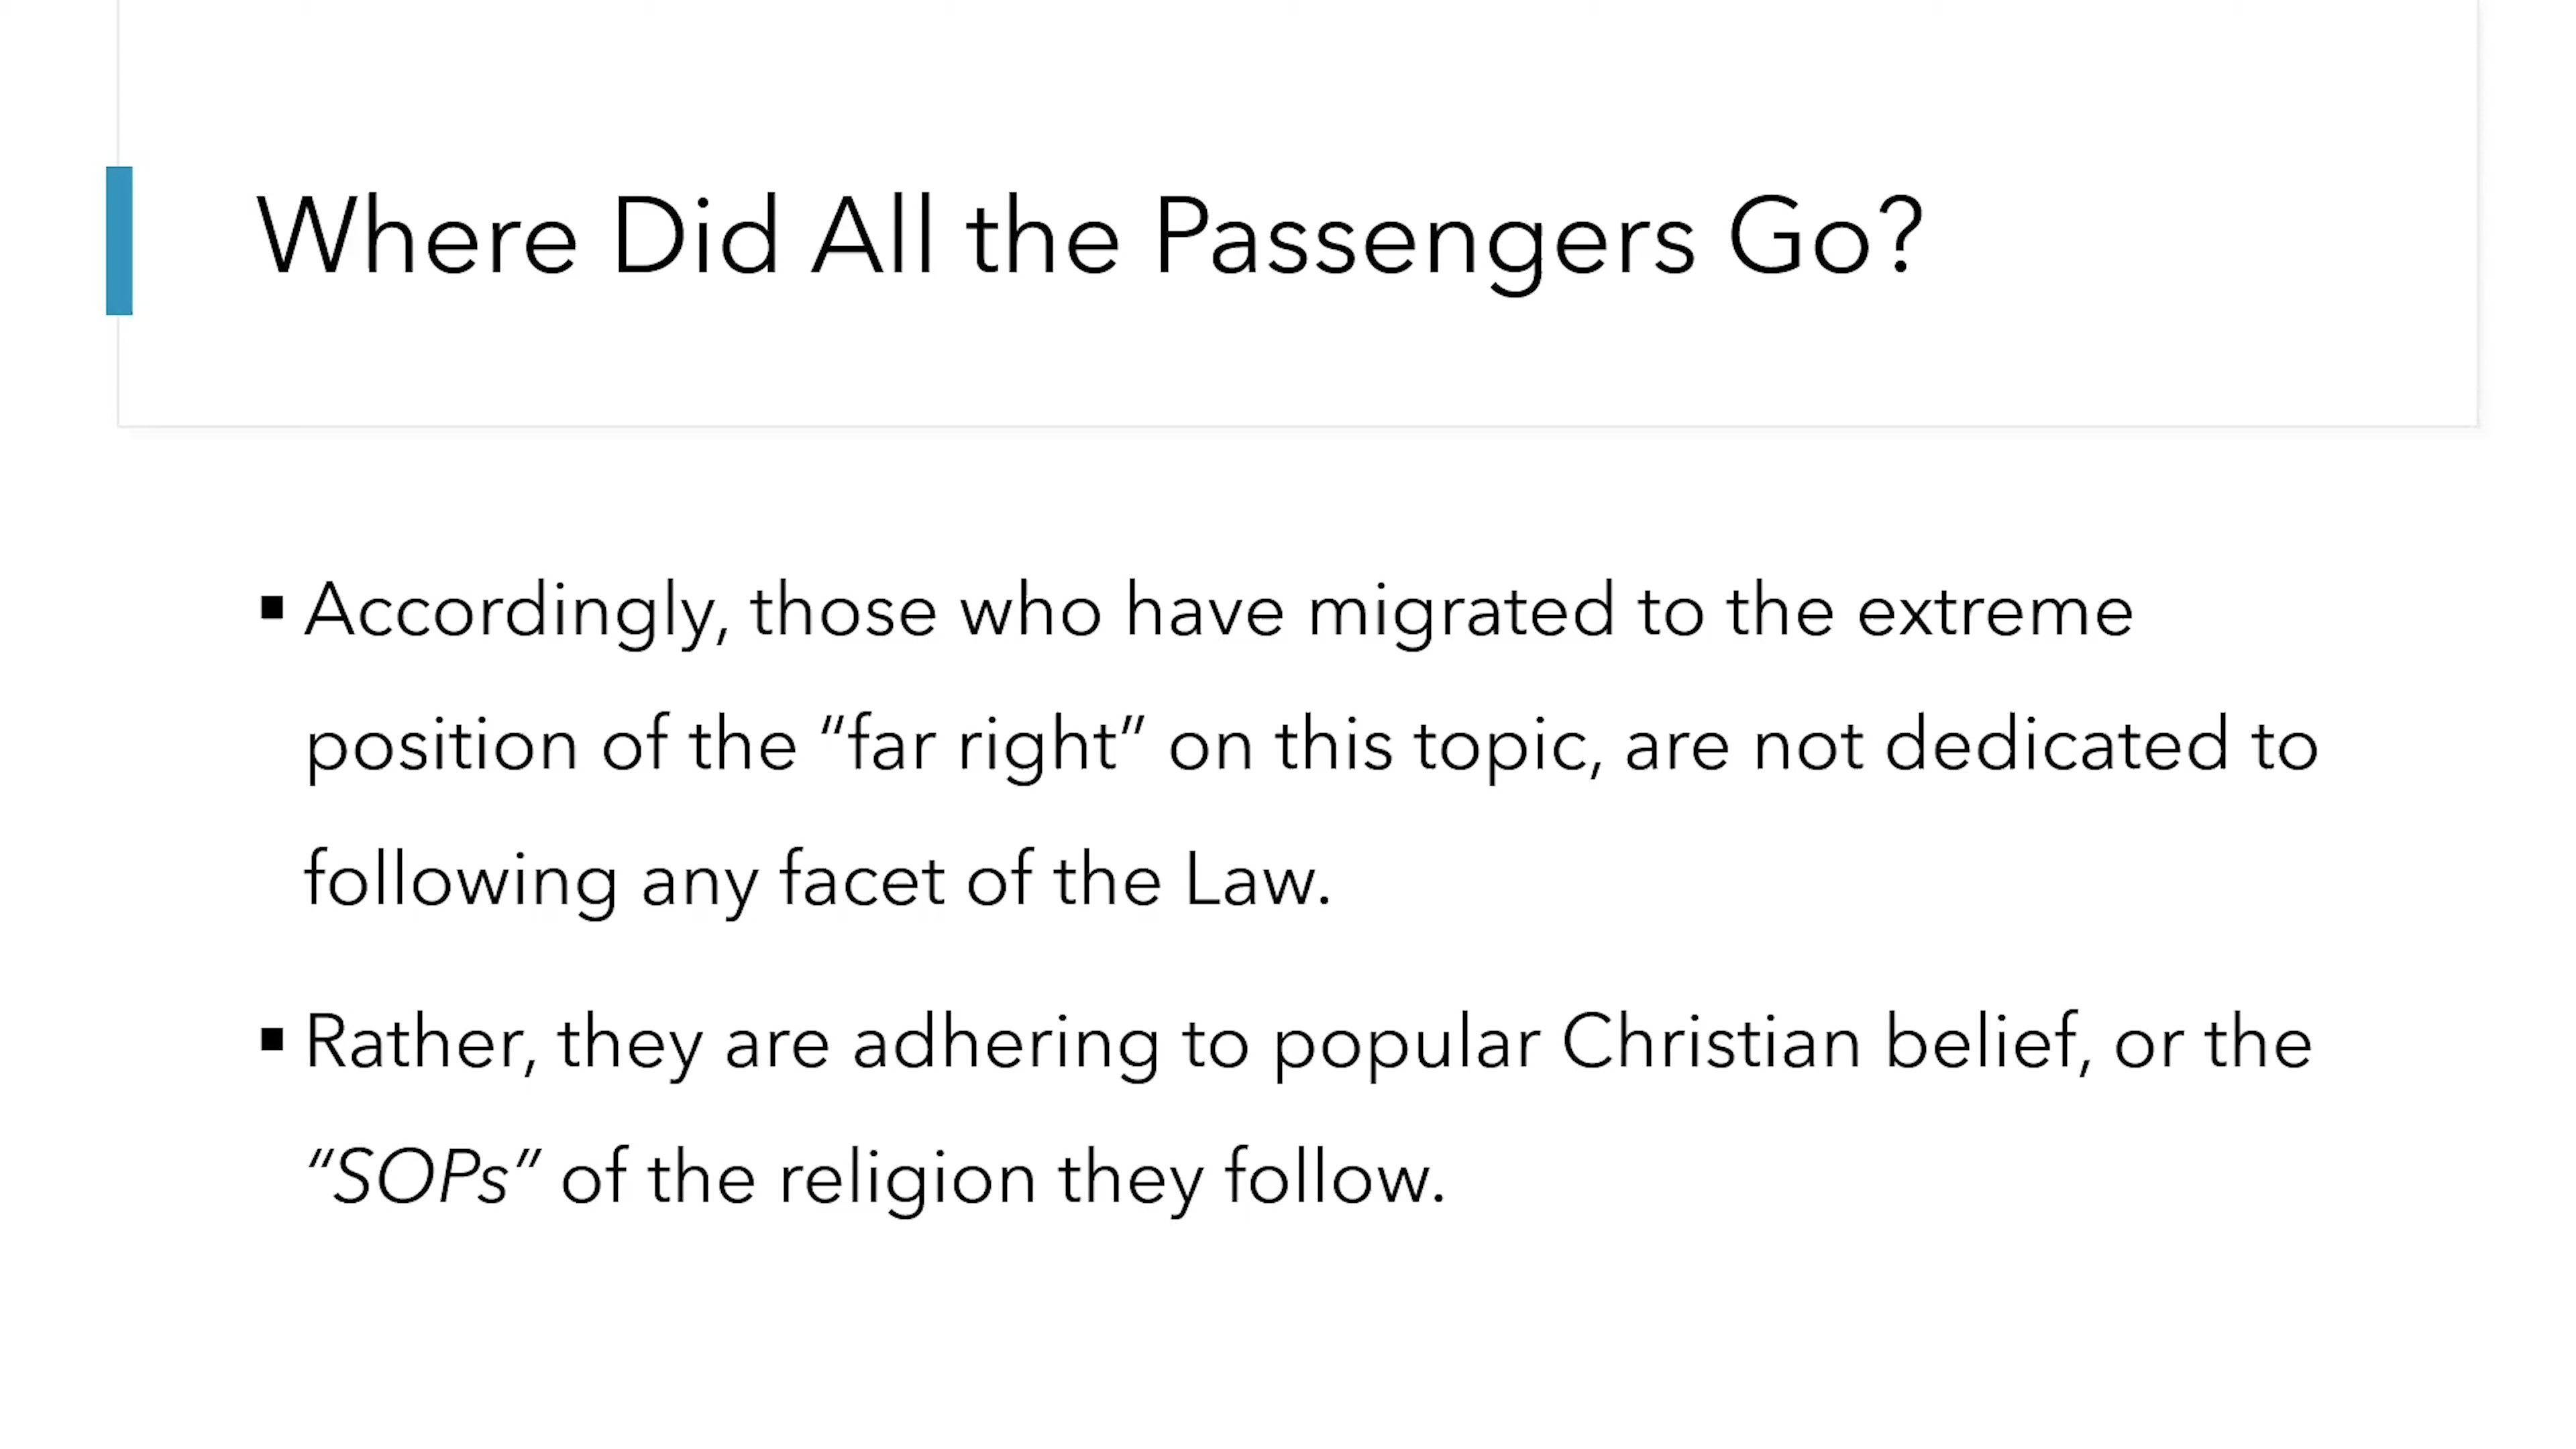 Where Did All the Passengers Go?
▪ Accordingly, those who have migrated to the extreme
position of the “far right” on this topic, are not dedicated to
following any facet of the Law.
▪ Rather, they are adhering to popular Christian belief, or the
“SOPs” of the religion they follow.